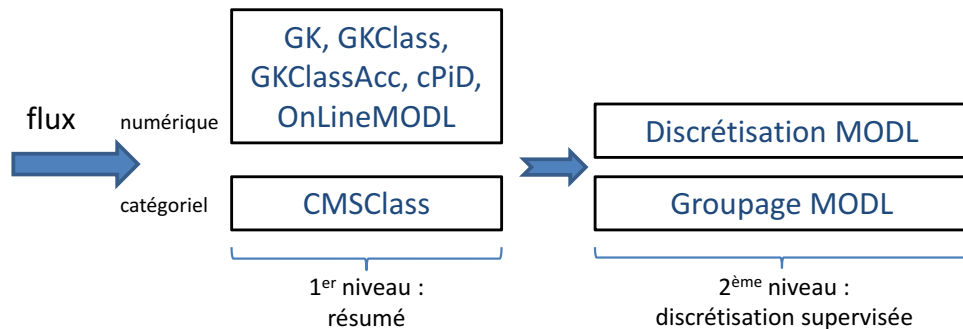 flux
numérique
catégoriel
GK, GKClass,
GKClassAcc, cPiD,
OnLineMODL
CMSClass
Discrétisation MODL
Groupage MODL
1er niveau :
résumé
2ème niveau :
discrétisation supervisée